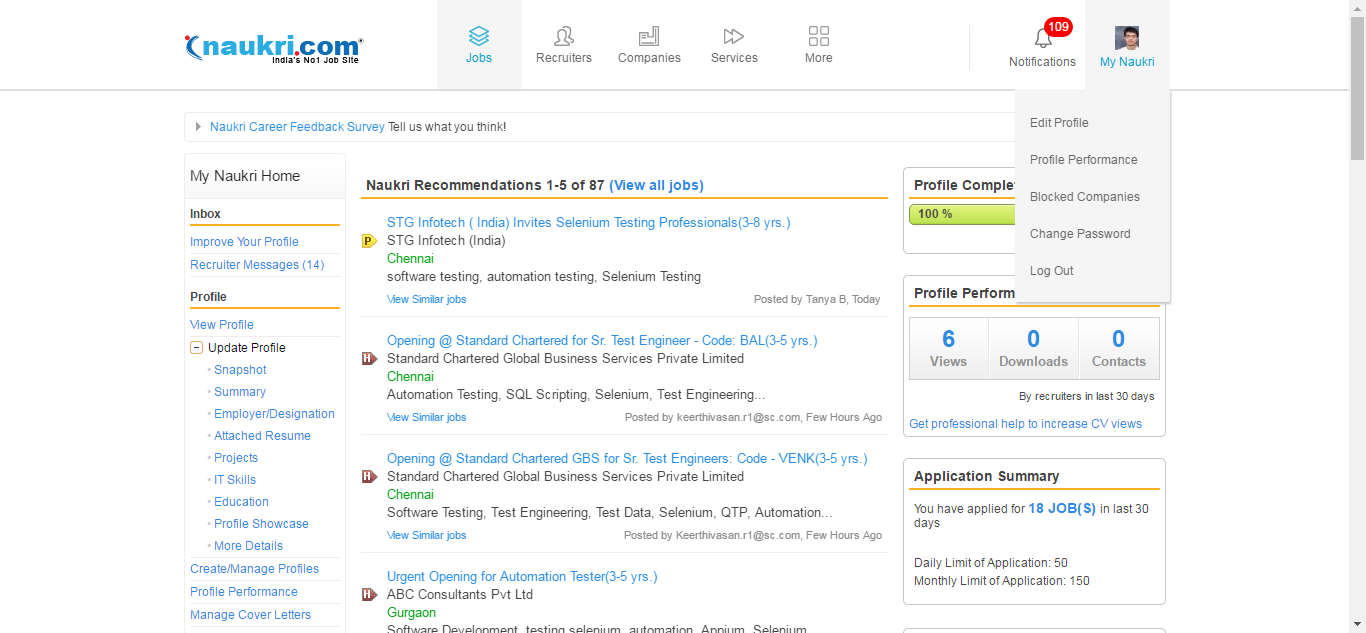 naukri.com
India's No1 Job Site
Jobs
Recruiters
Companies
Services
More
109
Notifications
My Naukri
Edit Profile
Profile Performance
Blocked Companies
Change Password
Log Out
Naukri Career Feedback Survey Tell us what you think!
My Naukri Home
Inbox
Improve Your Profile
Recruiter Messages (14)
Profile
View Profile
Update Profile
Snapshot
Summary
Employer/Designation
Attached Resume
Projects
IT Skills
Education
Profile Showcase
More Details
Create/Manage Profiles
Profile Performance
Manage Cover Letters
Naukri Recommendations 1-5 of 87 (View all jobs)
STG Infotech ( India) Invites Selenium Testing Professionals(3-8 yrs.)
P STG Infotech (India)
Chennai
software testing, automation testing, Selenium Testing
View Similar jobs Posted by Tanya B, Today
Opening @ Standard Chartered for Sr. Test Engineer - Code: BAL(3-5 yrs.)
H Standard Chartered Global Business Services Private Limited
Chennai
Automation Testing, SQL Scripting, Selenium, Test Engineering...
View Similar jobs Posted by keerthivasan.r1@sc.com, Few Hours Ago
Opening @ Standard Chartered GBS for Sr. Test Engineers: Code - VENK(3-5 yrs.)
H Standard Chartered Global Business Services Private Limited
Chennai
Software Testing, Test Engineering, Test Data, Selenium, QTP, Automation...
View Similar jobs Posted by Keerthivasan.r1@sc.com, Few Hours Ago
Urgent Opening for Automation Tester(3-5 yrs.)
H ABC Consultants Pvt Ltd
Gurgaon
Software Development, testing selenium, automation, Appium, Selenium
Profile Comple
100 %
Profile Perform
6 0 0
Views Downloads Contacts
By recruiters in last 30 days
Get professional help to increase CV views
Application Summary
You have applied for 18 JOB(S) in last 30
days
Daily Limit of Application: 50
Monthly Limit of Application: 150